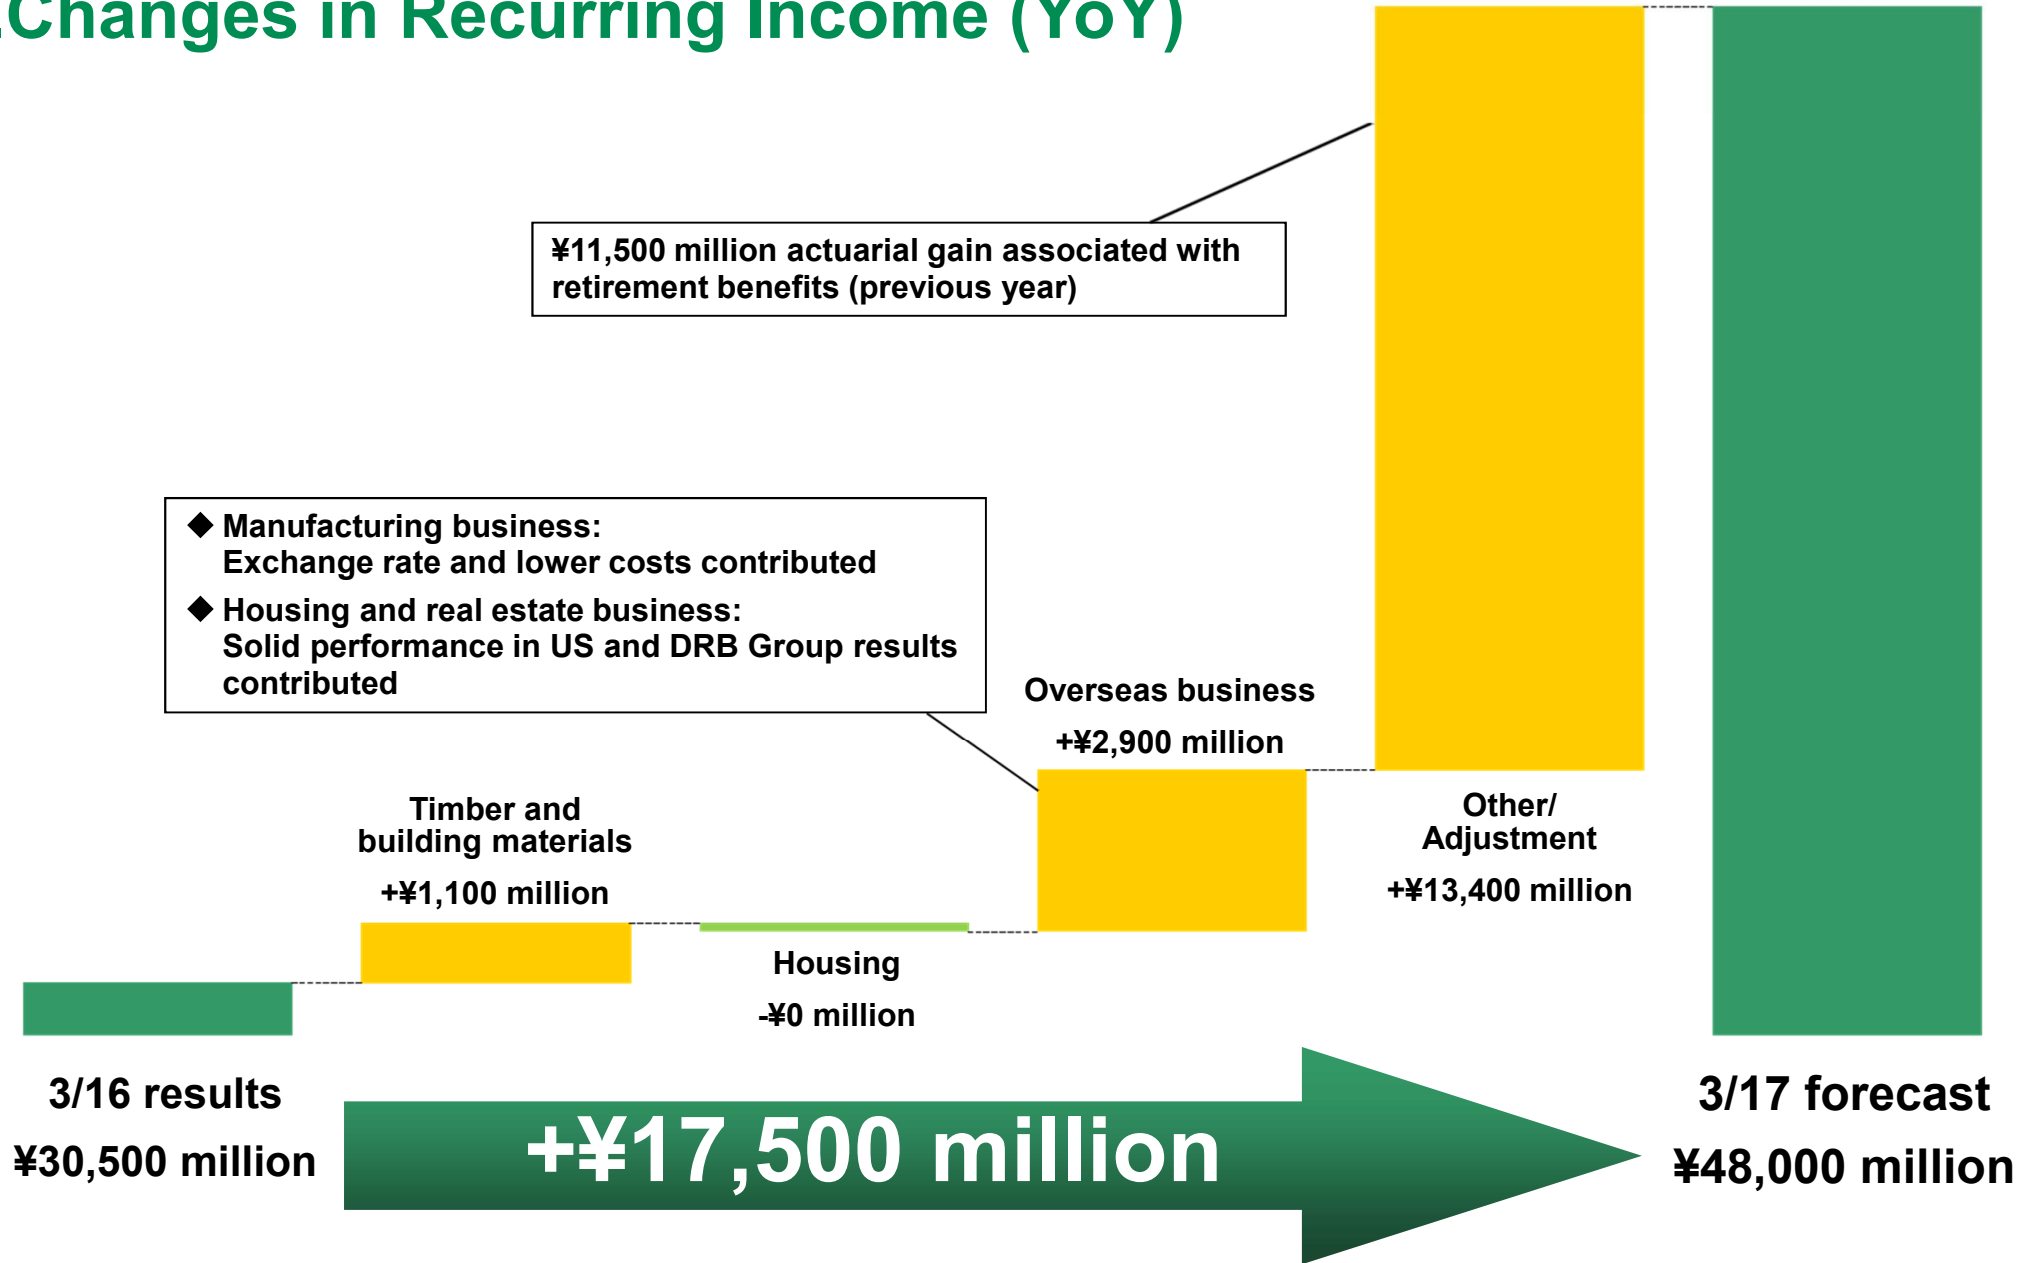 Changes in Recurring Income (YoY)
¥11,500 million actuarial gain associated with
retirement benefits (previous year)
◆ Manufacturing business:
Exchange rate and lower costs contributed
◆ Housing and real estate business:
Solid performance in US and DRB Group results
contributed
Overseas business
+¥2,900 million
Timber and
building materials
+¥1,100 million
Other/
Adjustment
+¥13,400 million
Housing
-¥0 million
3/16 results
¥30,500 million
+¥17,500 million
3/17 forecast
¥48,000 million